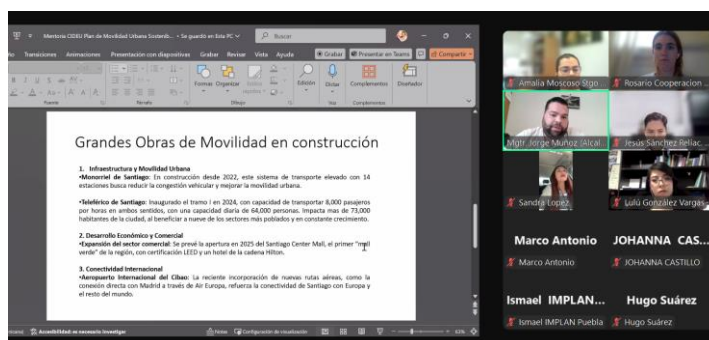 Mentoria CIDEU Plan de Movilidad Urbana Sostenib... • Se guardó en Esta PC
Buscar
Transiciones Animaciones Presentación con diapositivas Grabar Revisar Vista Ayuda
Grabar Presentar en Teams Compartir
Formas Organizar Edición Dictar Complementos Diseñador
Fuente Párrafo Dibujo Voz Complementos
Grandes Obras de Movilidad en construcción
1. Infraestructura y Movilidad Urbana
•Monorriel de Santiago: En construcción desde 2022, este sistema de transporte elevado con 14
estaciones busca reducir la congestión vehicular y mejorar la movilidad urbana.
•Teleférico de Santiago: Inaugurado el tramo I en 2024, con capacidad de transportar 8,000 pasajeros
por horas en ambos sentidos, con una capacidad diaria de 64,000 personas. Impacta mas de 73,000
habitantes de la ciudad, al beneficiar a nueve de los sectores más poblados y en constante crecimiento.
2. Desarrollo Económico y Comercial
•Expansión del sector comercial: Se prevé la apertura en 2025 del Santiago Center Mall, el primer "mall
verde" de la región, con certificación LEED y un hotel de la cadena Hilton.
3. Conectividad Internacional
•Aeropuerto Internacional del Cibao: La reciente incorporación de nuevas rutas aéreas, como la
conexión directa con Madrid a través de Air Europa, refuerza la conectividad de Santiago con Europa y
el resto del mundo.
Accesibilidad: es necesario investigar
Notas Configuración de visualización
Amalia Moscoso Stgo
Rosario Cooperacion ...
Mgtr. Jorge Muñoz (Alcal...
Jesús Sánchez Reliac, ...
Sandra Lopez
Lulú González Vargas-
Marco Antonio
JOHANNA CAS...
Marco Antonio
JOHANNA CASTILLO
Ismael IMPLAN...
Hugo Suárez
Ismael IMPLAN Puebla
Hugo Suárez